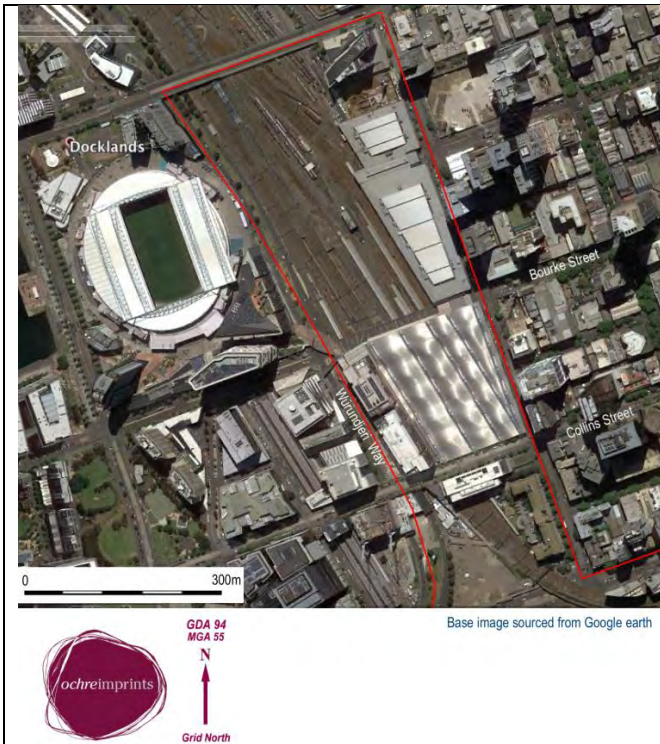 Docklands
Bourke Street
Wurundjeri Way
Collins Street
0 300m
GDA 94
MGA 55
N
Grid North
Base image sourced from Google earth
ochreimprints